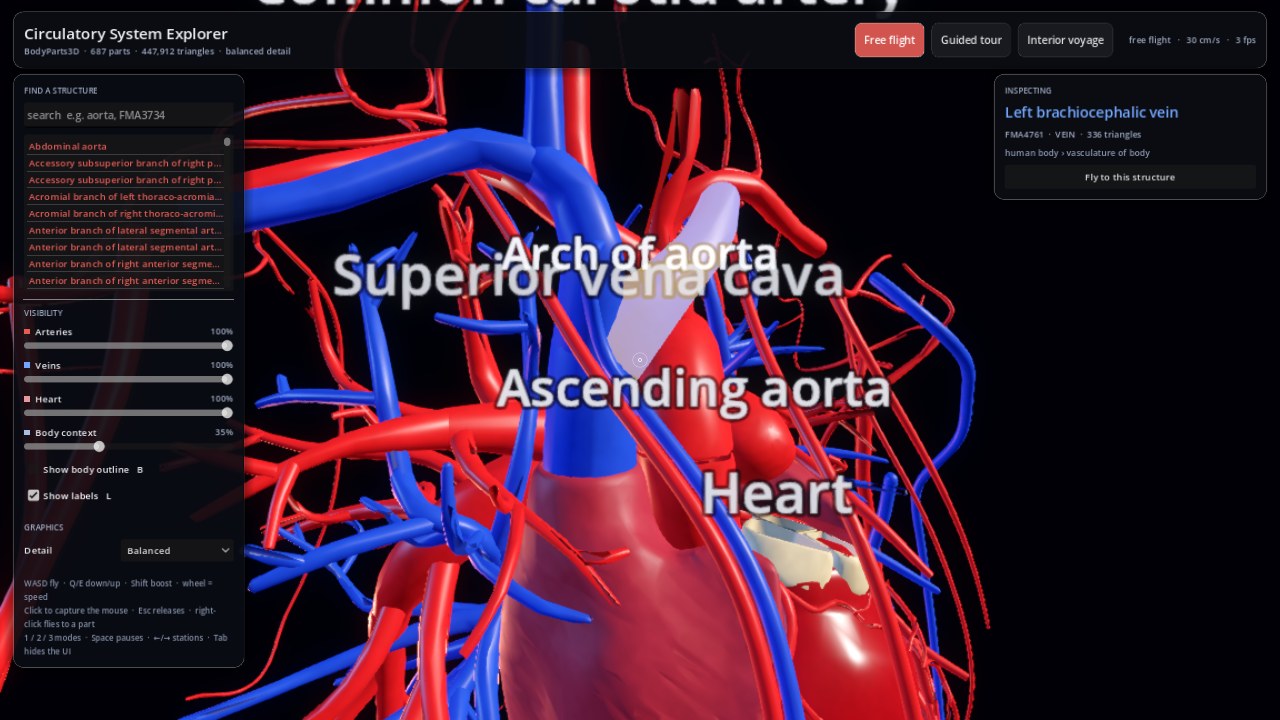 Common carotid artery
Circulatory System Explorer
BodyParts3D · 687 parts · 447,912 triangles · balanced detail
Free flight
Guided tour
Interior voyage
free flight · 30 cm/s · 3 fps
FIND A STRUCTURE
search e.g. aorta, FMA3734
Abdominal aorta
Accessory subsuperior branch of right p...
Accessory subsuperior branch of right p...
Acromial branch of left thoraco-acromia...
Acromial branch of right thoraco-acromi...
Anterior branch of lateral segmental art...
Anterior branch of lateral segmental art...
Anterior branch of right anterior segme...
Anterior branch of right anterior segme...
VISIBILITY
Arteries 100%
Veins 100%
Heart 100%
Body context 35%
Show body outline B
Show labels L
GRAPHICS
Detail Balanced
WASD fly · Q/E down/up · Shift boost · wheel =
speed
Click to capture the mouse · Esc releases · right-
click flies to a part
1 / 2 / 3 modes · Space pauses · ←/→ stations · Tab
hides the UI
INSPECTING
Left brachiocephalic vein
FMA4761 · VEIN · 336 triangles
human body › vasculature of body
Fly to this structure
Arch of aorta
Superior vena cava
Ascending aorta
Heart